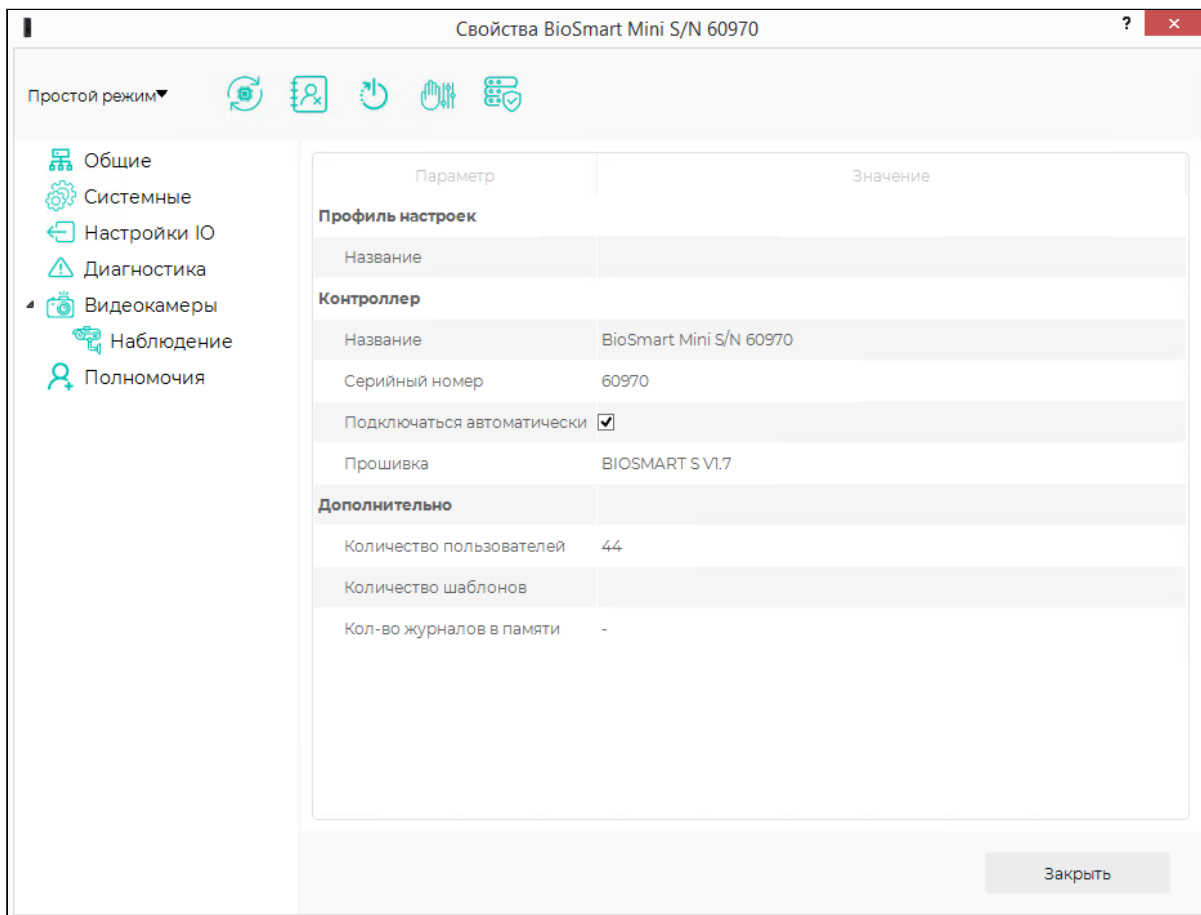 Свойства BioSmart Mini S/N 60970
?
Простой режим
Общие
Системные
Настройки IO
Диагностика
Видеокамеры
Наблюдение
Полномочия
Параметр Значение
Профиль настроек
Название
Контроллер
Название BioSmart Mini S/N 60970
Серийный номер 60970
Подключаться автоматически
Прошивка BIOSMART S V1.7
Дополнительно
Количество пользователей 44
Количество шаблонов
Кол-во журналов в памяти -
Закрыть